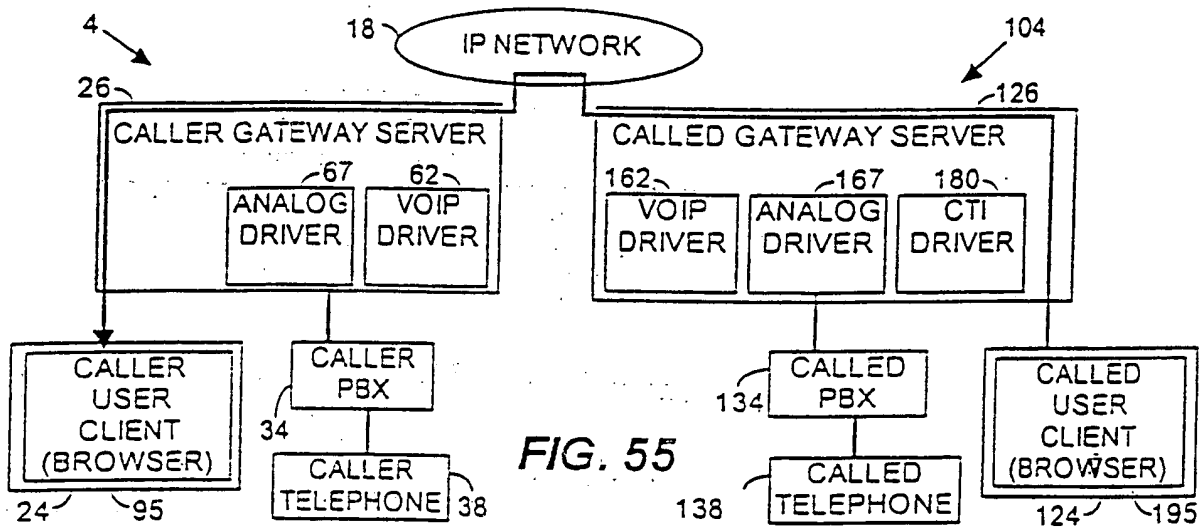 4
18
IP NETWORK
104
26
126
CALLER GATEWAY SERVER
CALLED GATEWAY SERVER
67
62
162
167
180
ANALOG
DRIVER
VOIP
DRIVER
VOIP
DRIVER
ANALOG
DRIVER
CTI
DRIVER
CALLER
USER
CLIENT
(BROWSER)
24
95
CALLER
PBX
34
CALLER
TELEPHONE
38
FIG. 55
CALLED
PBX
134
CALLED
TELEPHONE
138
CALLED
USER
CLIENT
(BROWSER)
124
195